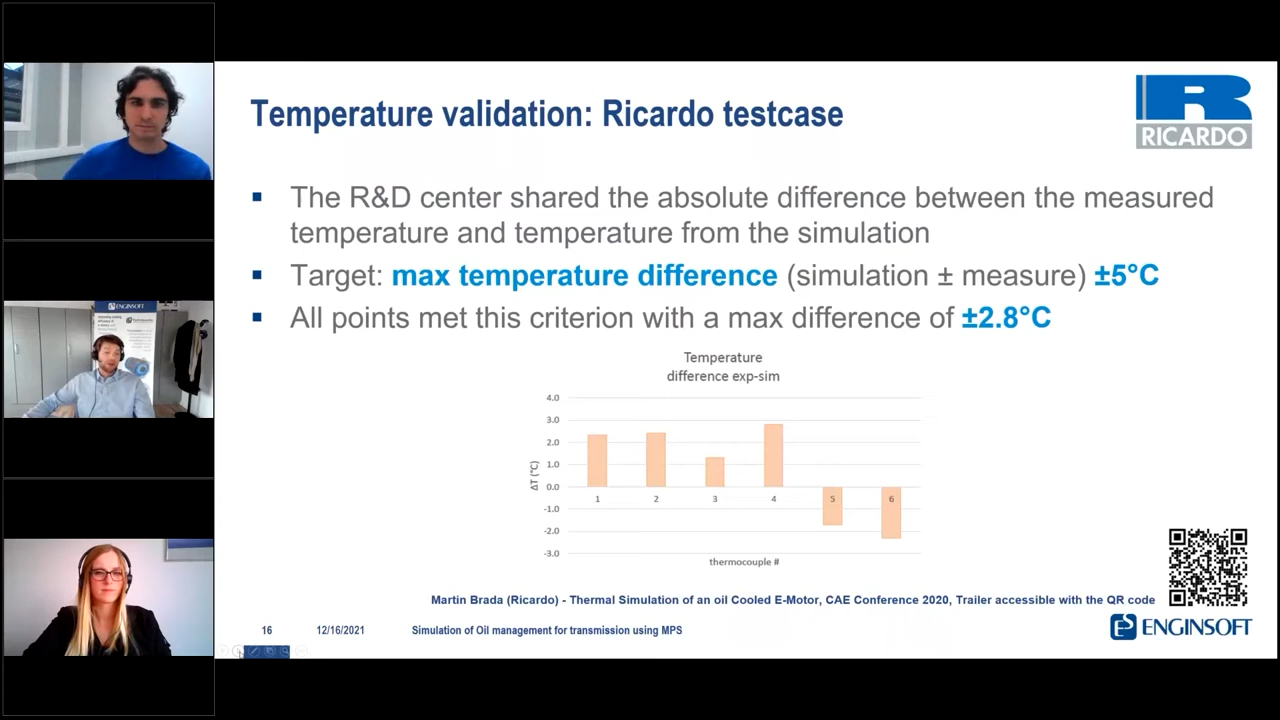 Temperature validation: Ricardo testcase
RICARDO
The R&D center shared the absolute difference between the measured
temperature and temperature from the simulation
Target: max temperature difference (simulation ± measure) ±5°C
All points met this criterion with a max difference of ±2.8°C
Temperature
difference exp-sim
4.0
3.0
2.0
1.0
0.0
-1.0
-2.0
-3.0
ΔT (°C)
1 2 3 4 5 6
thermocouple #
Martin Brada (Ricardo) - Thermal Simulation of an oil Cooled E-Motor, CAE Conference 2020, Trailer accessible with the QR code
16 12/16/2021 Simulation of Oil management for transmission using MPS
ENGINSOFT
ENGINSOFT